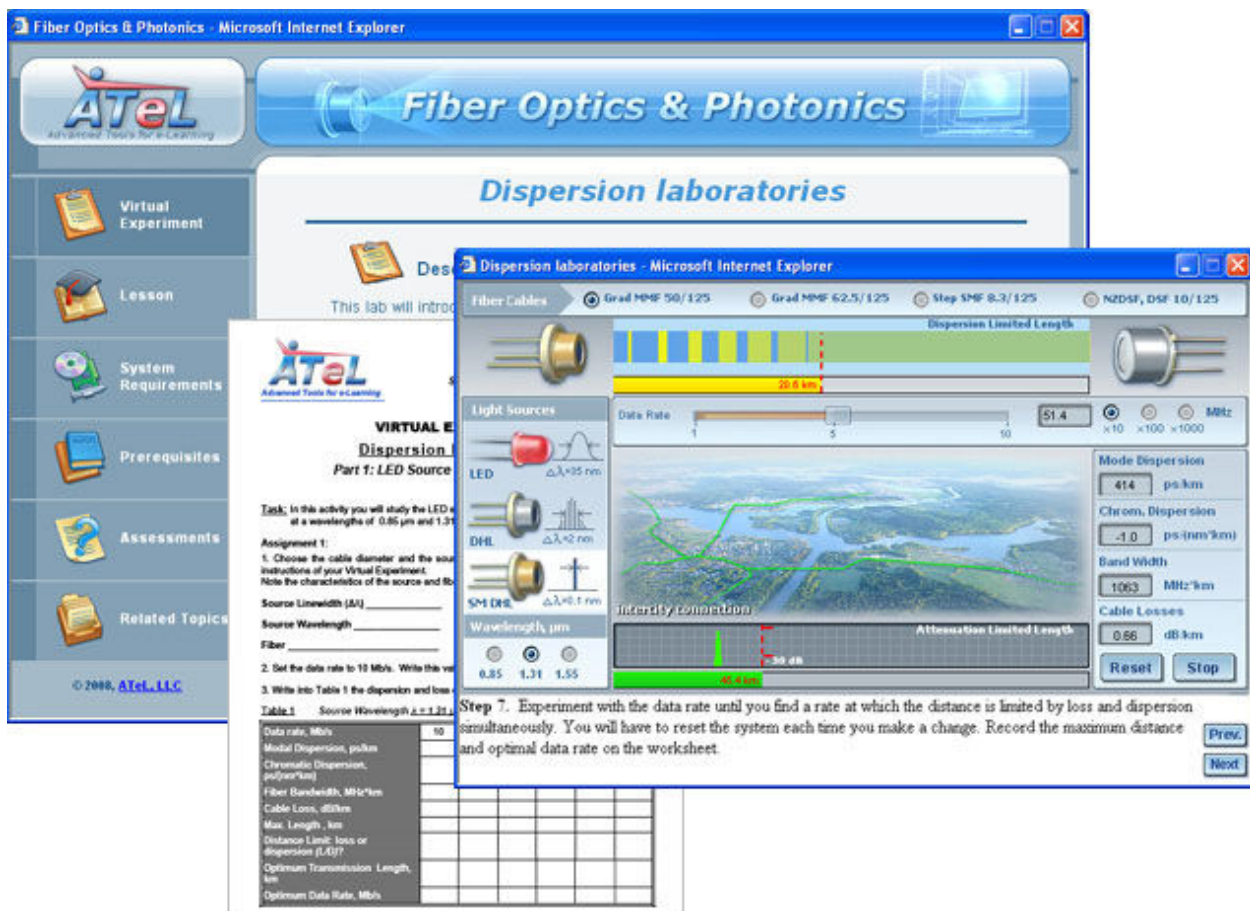 Fiber Optics & Photonics - Microsoft Internet Explorer
ATeL
Advanced Tools for e-Learning
Fiber Optics & Photonics
Virtual
Experiment
Lesson
System
Requirements
Prerequisites
Assessments
Related Topics
© 2008, ATeL, LLC
Dispersion laboratories
Desc
This lab will introd
ATeL
Advanced Tools for e-Learning
VIRTUAL E
Dispersion
Part 1: LED Source
Task: In this activity you will study the LED
at a wavelengths of 0.85 µm and 1.31
Assignment 1:
1. Choose the cable diameter and the sour
instructions of your Virtual Experiment.
Note the characteristics of the source and fib
Source Linewidth (Δλ)
Source Wavelength
Fiber
2. Set the data rate to 10 Mb/s. Write this val
3. Write into Table 1 the dispersion and loss
Table 1 Source Wavelength λ = 1.31
Data rate, Mb/s 10
Modal Dispersion, ps/km
Chromatic Dispersion,
ps/(nm*km)
Fiber Bandwidth, MHz*km
Cable Loss, dB/km
Max. Length , km
Distance Limit: loss or
dispersion (L/D)?
Optimum Transmission Length,
km
Optimum Data Rate, Mb/s
Dispersion laboratories - Microsoft Internet Explorer
Fiber Cables Grad MMF 50/125 Grad MMF 62.5/125 Step SMF 8.3/125 NZDSF, DSF 10/125
Dispersion Limited Length
20.6 km
Light Sources
LED Δλ=35 nm
DHL Δλ=2 nm
SM DHL Δλ=0.1 nm
Wavelength, µm
0.85 1.31 1.55
Data Rate 1 5 10 51.4 ×10 ×100 ×1000 MHz
intercity connection
Attenuation Limited Length
-30 dB
45.4 km
Mode Dispersion
414 ps/km
Chrom. Dispersion
-1.0 ps/(nm*km)
Band Width
1063 MHz*km
Cable Losses
0.66 dB/km
Reset Stop
Step 7. Experiment with the data rate until you find a rate at which the distance is limited by loss and dispersion
simultaneously. You will have to reset the system each time you make a change. Record the maximum distance
and optimal data rate on the worksheet.
Prev.
Next